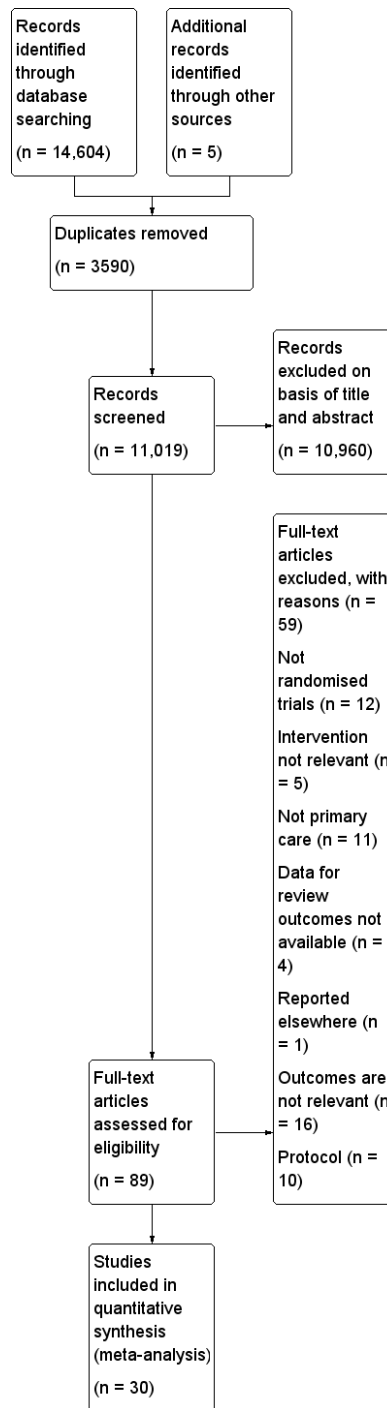 Records
identified
through
database
searching
(n = 14,604)
Additional
records
identified
through other
sources
(n = 5)
Duplicates removed
(n = 3590)
Records
screened
(n = 11,019)
Records
excluded on
basis of title
and abstract
(n = 10,960)
Full-text
articles
excluded, with
reasons (n =
59)
Not
randomised
trials (n = 12)
Intervention
not relevant (n
= 5)
Not primary
care (n = 11)
Data for
review
outcomes not
available (n =
4)
Reported
elsewhere (n
= 1)
Outcomes are
not relevant (n
= 16)
Protocol (n =
10)
Full-text
articles
assessed for
eligibility
(n = 89)
Studies
included in
quantitative
synthesis
(meta-analysis)
(n = 30)